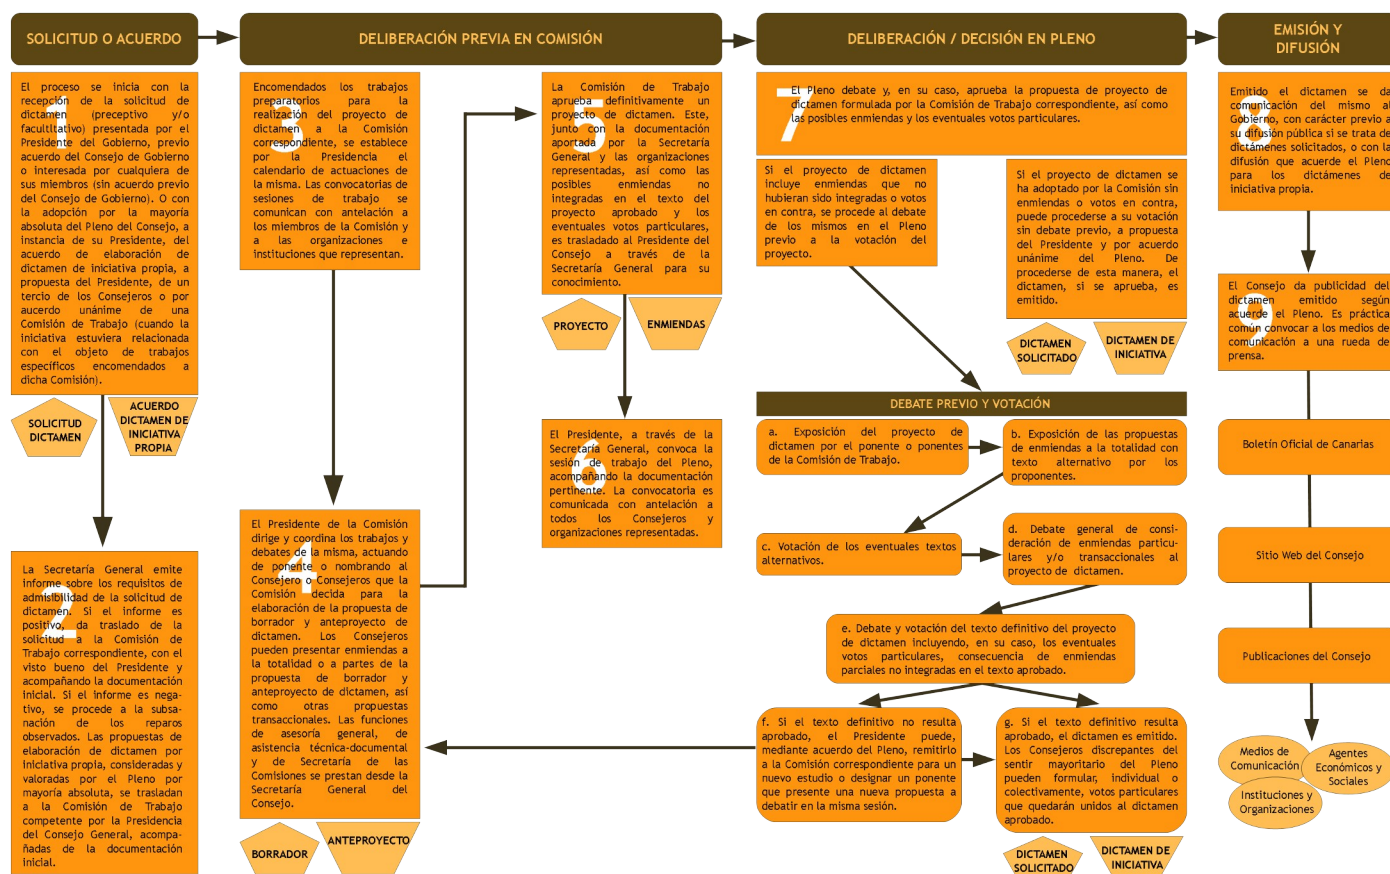 SOLICITUD O ACUERDO
El proceso se inicia con la
recepción de la solicitud de
dictamen (preceptivo y/o
facultltativo) presentada por el
Presidente del Gobierno, previo
acuerdo del Consejo de Gobierno
o interesada por cualquiera de
sus miembros (sin acuerdo previo
del Consejo de Gobierno). O con
la adopción por la mayoría
absoluta del Pleno del Consejo, a
instancia de su Presidente, del
acuerdo de elaboración de
dictamen de iniciativa propia, a
propuesta del Presidente, de un
tercio de los Consejeros o por
aucerdo unánime de una
Comisión de Trabajo (cuando la
iniciativa estuviera relacionada
con el objeto de trabajos
específicos encomendados a
dicha Comisión).
1
SOLICITUD
DICTAMEN
ACUERDO
DICTAMEN DE
INICIATIVA
PROPIA
La Secretaría General emite
informe sobre los requisitos de
admisibilidad de la solicitud de
dictamen. Si el informe es
positivo, da traslado de la
solicitud a la Comisión de
Trabajo correspondiente, con el
visto bueno del Presidente y
acompañando la documentación
inicial. Si el informe es nega-
tivo, se procede a la subsa-
nación de los reparos
observados. Las propuestas de
elaboración de dictamen por
iniciativa propia, consideradas y
valoradas por el Pleno por
mayoría absoluta, se trasladan
a la Comisión de Trabajo
competente por la Presidencia
del Consejo General, acompa-
ñadas de la documentación
inicial.
2
DELIBERACIÓN PREVIA EN COMISIÓN
Encomendados los trabajos
preparatorios para la
realización del proyecto de
dictamen a la Comisión
correspondiente, se establece
por la Presidencia el
calendario de actuaciones de
la misma. Las convocatorias de
sesiones de trabajo se
comunican con antelación a
los miembros de la Comisión y
a las organizaciones e
instituciones que representan.
3
El Presidente de la Comisión
dirige y coordina los trabajos y
debates de la misma, actuando
de ponente o nombrando al
Consejero o Consejeros que la
Comisión decida para la
elaboración de la propuesta de
borrador y anteproyecto de
dictamen. Los Consejeros
pueden presentar enmiendas a
la totalidad o a partes de la
propuesta de borrador y
anteproyecto de dictamen, así
como otras propuestas
transaccionales. Las funciones
de asesoría general, de
asistencia técnica-documental
y de Secretaría de las
Comisiones se prestan desde la
Secretaría General del
Consejo.
4
BORRADOR
ANTEPROYECTO
La Comisión de Trabajo
aprueba definitivamente un
proyecto de dictamen. Este,
junto con la documentación
aportada por la Secretaría
General y las organizaciones
representadas, así como las
posibles enmiendas no
integradas en el texto del
proyecto aprobado y los
eventuales votos particulares,
es trasladado al Presidente del
Consejo a través de la
Secretaría General para su
conocimiento.
5
PROYECTO
ENMIENDAS
El Presidente, a través de la
Secretaría General, convoca la
sesión de trabajo del Pleno,
acompañando la documentación
pertinente. La convocatoria es
comunicada con antelación a
todos los Consejeros y
organizaciones representadas.
6
DELIBERACIÓN / DECISIÓN EN PLENO
El Pleno debate y, en su caso, aprueba la propuesta de proyecto de
dictamen formulada por la Comisión de Trabajo correspondiente, así como
las posibles enmiendas y los eventuales votos particulares.
7
Si el proyecto de dictamen
incluye enmiendas que no
hubieran sido integradas o votos
en contra, se procede al debate
de los mismos en el Pleno
previo a la votación del
proyecto.
Si el proyecto de dictamen se
ha adoptado por la Comisión sin
enmiendas o votos en contra,
puede procederse a su votación
sin debate previo, a propuesta
del Presidente y por acuerdo
unánime del Pleno. De
procederse de esta manera, el
dictamen, si se aprueba, es
emitido.
DICTAMEN
SOLICITADO
DICTAMEN DE
INICIATIVA
DEBATE PREVIO Y VOTACIÓN
a. Exposición del proyecto de
dictamen por el ponente o ponentes
de la Comisión de Trabajo.
b. Exposición de las propuestas
de enmiendas a la totalidad con
texto alternativo por los
proponentes.
c. Votación de los eventuales textos
alternativos.
d. Debate general de consi-
deración de enmiendas particu-
lares y/o transaccionales al
proyecto de dictamen.
e. Debate y votación del texto definitivo del proyecto
de dictamen incluyendo, en su caso, los eventuales
votos particulares, consecuencia de enmiendas
parciales no integradas en el texto aprobado.
f. Si el texto definitivo no resulta
aprobado, el Presidente puede,
mediante acuerdo del Pleno, remitirlo
a la Comisión correspondiente para un
nuevo estudio o designar un ponente
que presente una nueva propuesta a
debatir en la misma sesión.
g. Si el texto definitivo resulta
aprobado, el dictamen es emitido.
Los Consejeros discrepantes del
sentir mayoritario del Pleno
pueden formular, individual o
colectivamente, votos particulares
que quedarán unidos al dictamen
aprobado.
DICTAMEN
SOLICITADO
DICTAMEN DE
INICIATIVA
EMISIÓN Y
DIFUSIÓN
Emitido el dictamen se da
comunicación del mismo al
Gobierno, con carácter previo a
su difusión pública si se trata de
dictámenes solicitados, o con la
difusión que acuerde el Pleno
para los dictámenes de
iniciativa propia.
8
El Consejo da publicidad del
dictamen emitido según
acuerde el Pleno. Es práctica
común convocar a los medios de
comunicación a una rueda de
prensa.
9
Boletín Oficial de Canarias
Sitio Web del Consejo
Publicaciones del Consejo
Medios de
Comunicación
Agentes
Económicos y
Sociales
Instituciones y
Organizaciones